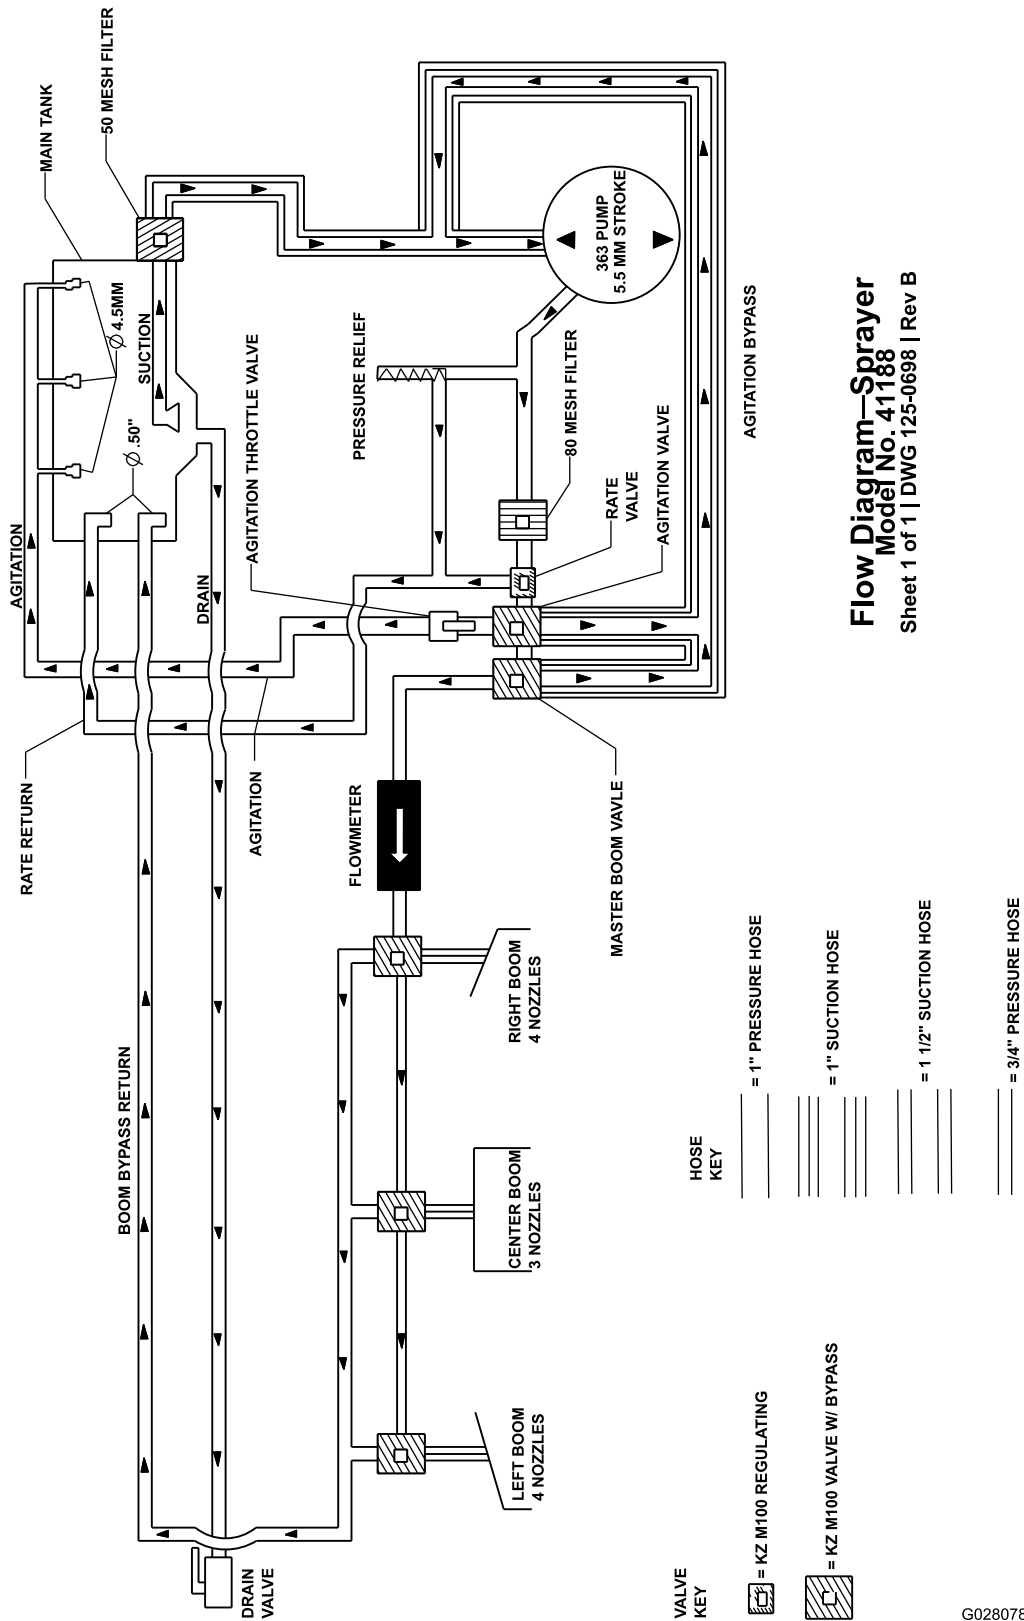 Flow Diagram—Sprayer
Model No. 41188
Sheet 1 of 1 | DWG 125-0698 | Rev B
MAIN TANK
50 MESH FILTER
AGITATION
Ø 4.5MM
SUCTION
Ø .50"
DRAIN
AGITATION THROTTLE VALVE
PRESSURE RELIEF
363 PUMP
5.5 MM STROKE
80 MESH FILTER
RATE
VALVE
AGITATION VALVE
AGITATION BYPASS
RATE RETURN
AGITATION
FLOWMETER
MASTER BOOM VAVLE
BOOM BYPASS RETURN
RIGHT BOOM
4 NOZZLES
CENTER BOOM
3 NOZZLES
LEFT BOOM
4 NOZZLES
DRAIN
VALVE
HOSE
KEY
= 1" PRESSURE HOSE
= 1" SUCTION HOSE
= 1 1/2" SUCTION HOSE
= 3/4" PRESSURE HOSE
VALVE
KEY
= KZ M100 REGULATING
= KZ M100 VALVE W/ BYPASS
G028078